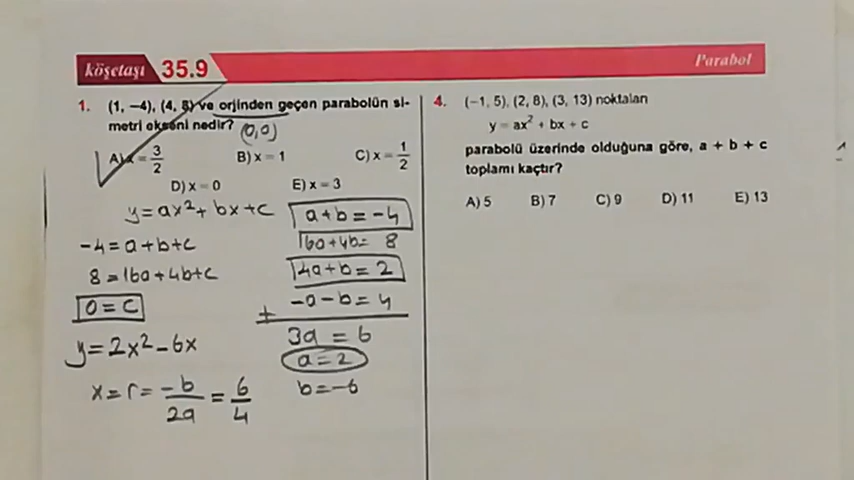 köşetaşı 35.9
Parabol
1. (1, −4), (4, 8) ve orjinden geçen parabolün si-
metri ekseni nedir?
(0,0)
A) x = 3/2 B) x = 1 C) x = 1/2
D) x = 0 E) x = 3
y = ax² + bx + c
-4 = a+b+c
8 = 16a+4b+c
0 = c
y = 2x² - 6x
x = r = -b/2a = 6/4
a+b = -4
16a+4b = 8
4a+b = 2
-a-b = 4
+
3a = 6
a = 2
b = -6
4. (−1, 5), (2, 8), (3, 13) noktaları
y = ax² + bx + c
parabolü üzerinde olduğuna göre, a + b + c
toplamı kaçtır?
A) 5 B) 7 C) 9 D) 11 E) 13